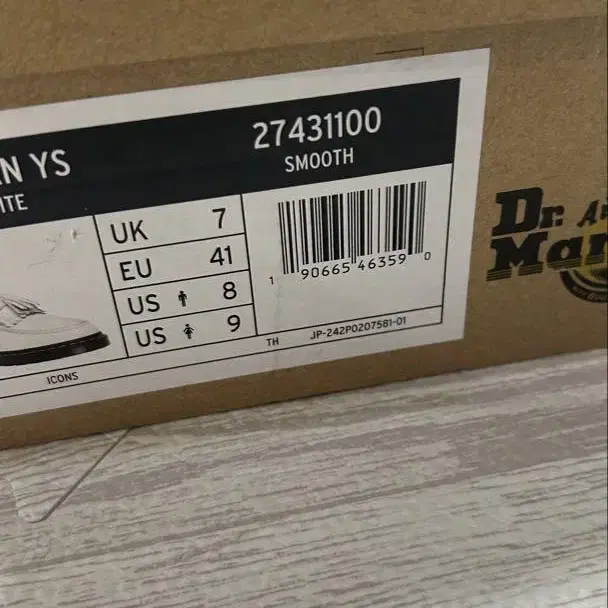 N YS
27431100
SMOOTH
ITE
UK 7
EU 41
US 8
US 9
1 90665 46359 0
TH JP-242P0207581-01
ICONS
Dr. A
Mar